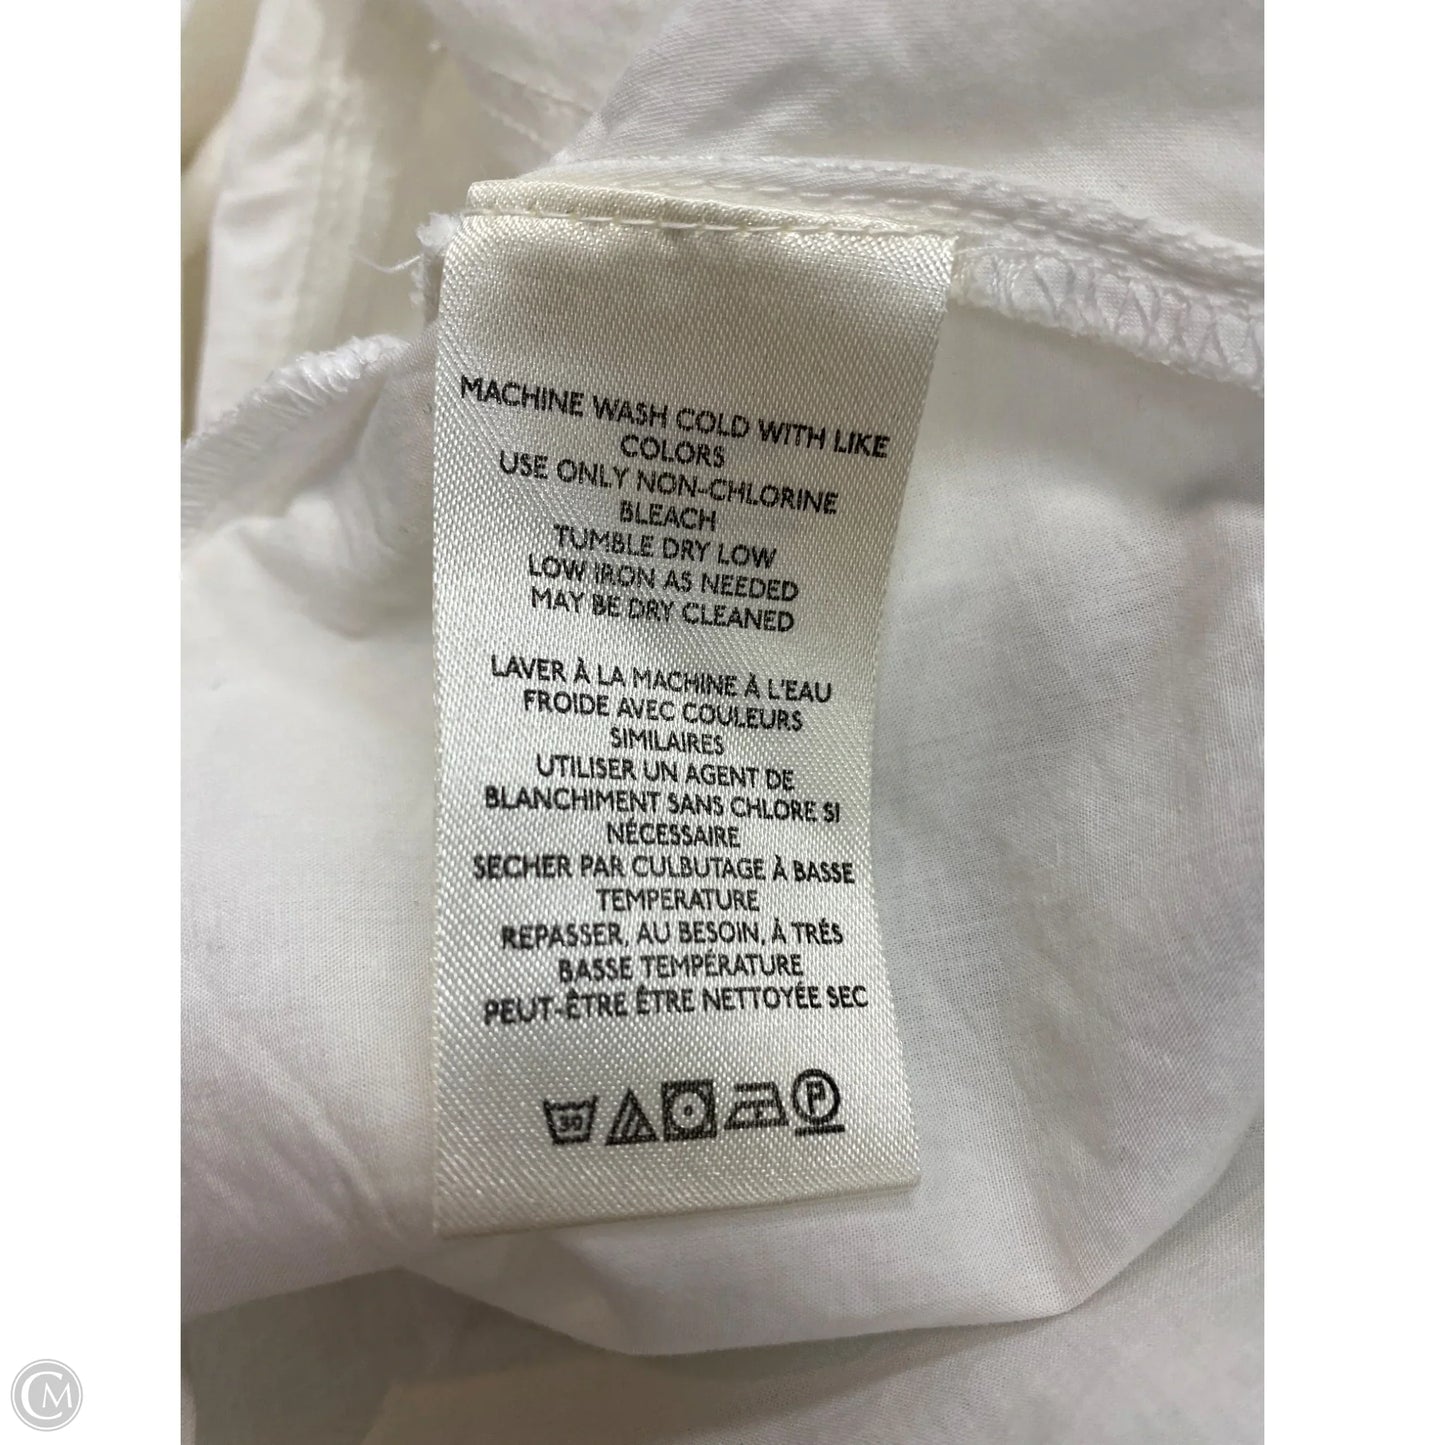 MACHINE WASH COLD WITH LIKE
COLORS
USE ONLY NON-CHLORINE
BLEACH
TUMBLE DRY LOW
LOW IRON AS NEEDED
MAY BE DRY CLEANED
LAVER À LA MACHINE À L'EAU
FROIDE AVEC COULEURS
SIMILAIRES
UTILISER UN AGENT DE
BLANCHIMENT SANS CHLORE SI
NÉCESSAIRE
SECHER PAR CULBUTAGE À BASSE
TEMPERATURE
REPASSER, AU BESOIN, À TRÉS
BASSE TEMPÉRATURE
PEUT-ÊTRE ÊTRE NETTOYÉE SEC
30 P
CM